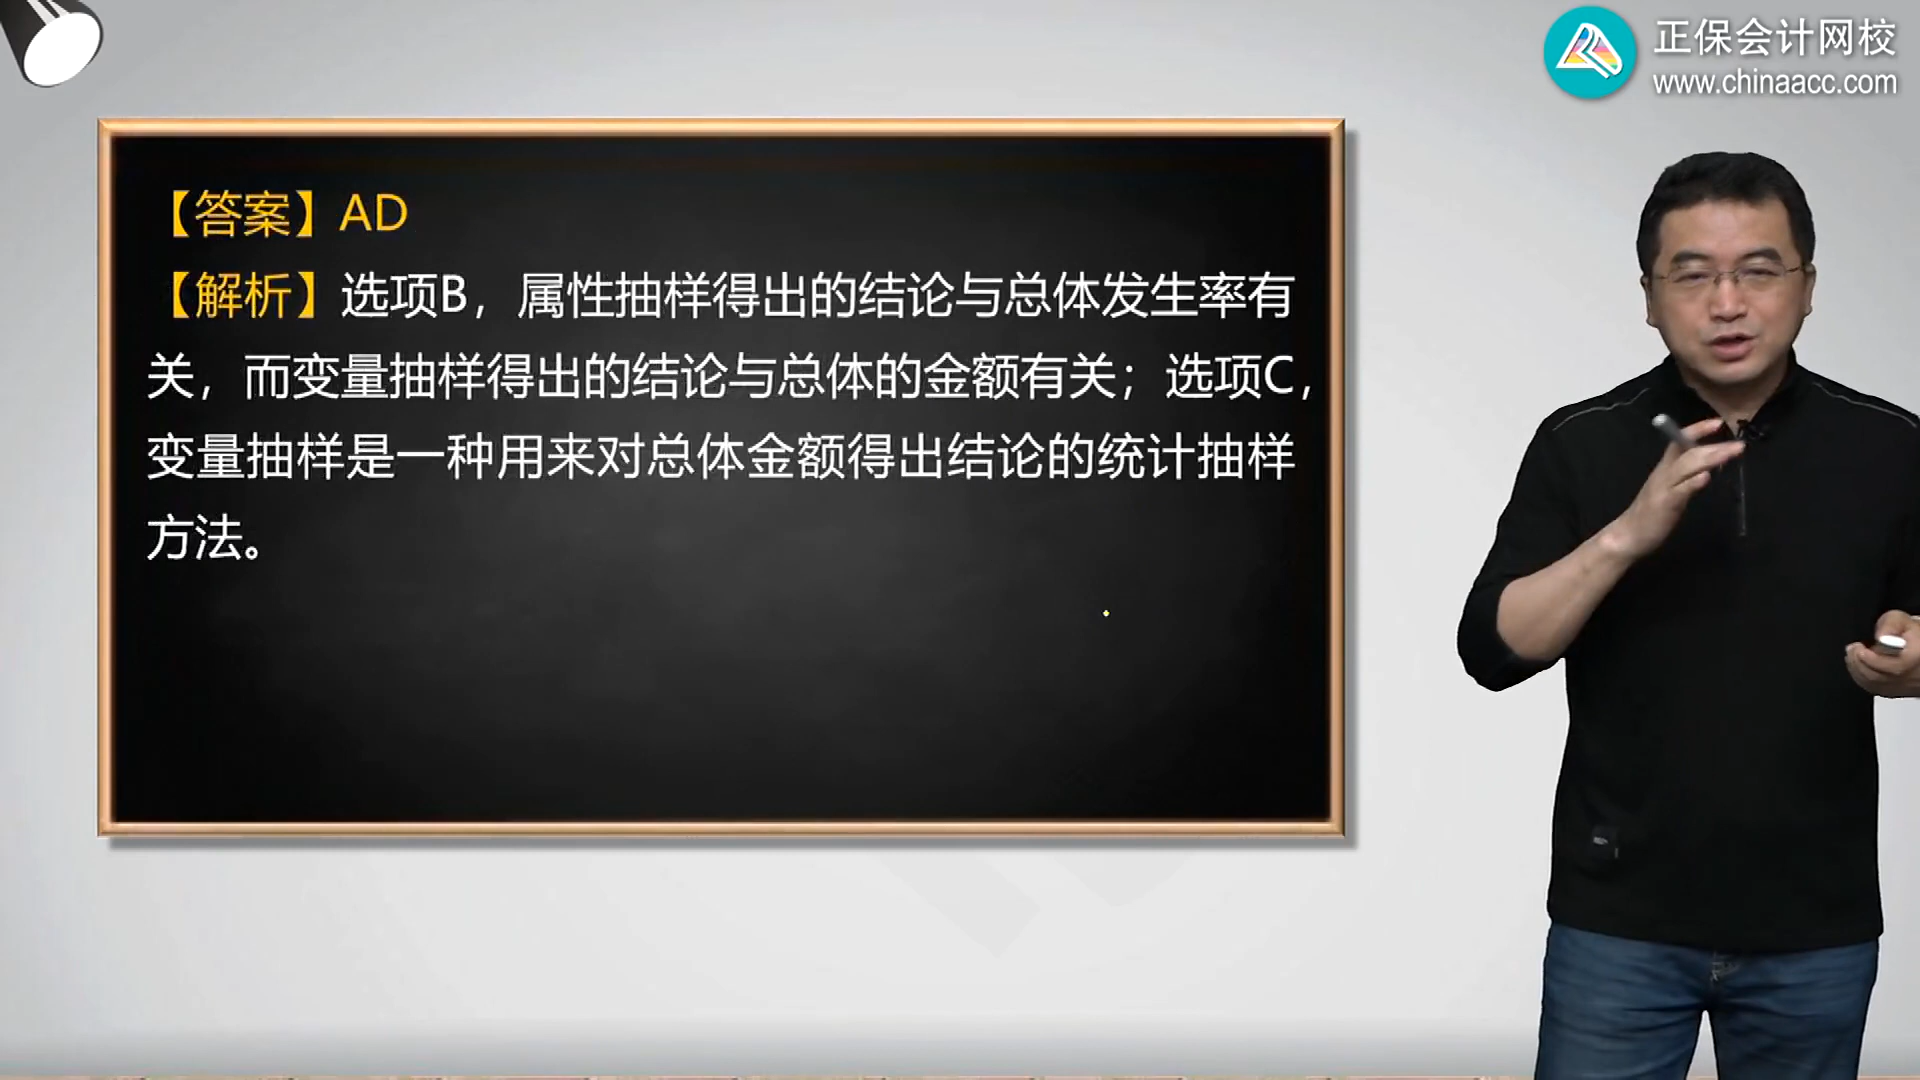 正保会计网校
www.chinaacc.com
【答案】AD
【解析】选项B，属性抽样得出的结论与总体发生率有
关，而变量抽样得出的结论与总体的金额有关；选项C，
变量抽样是一种用来对总体金额得出结论的统计抽样
方法。